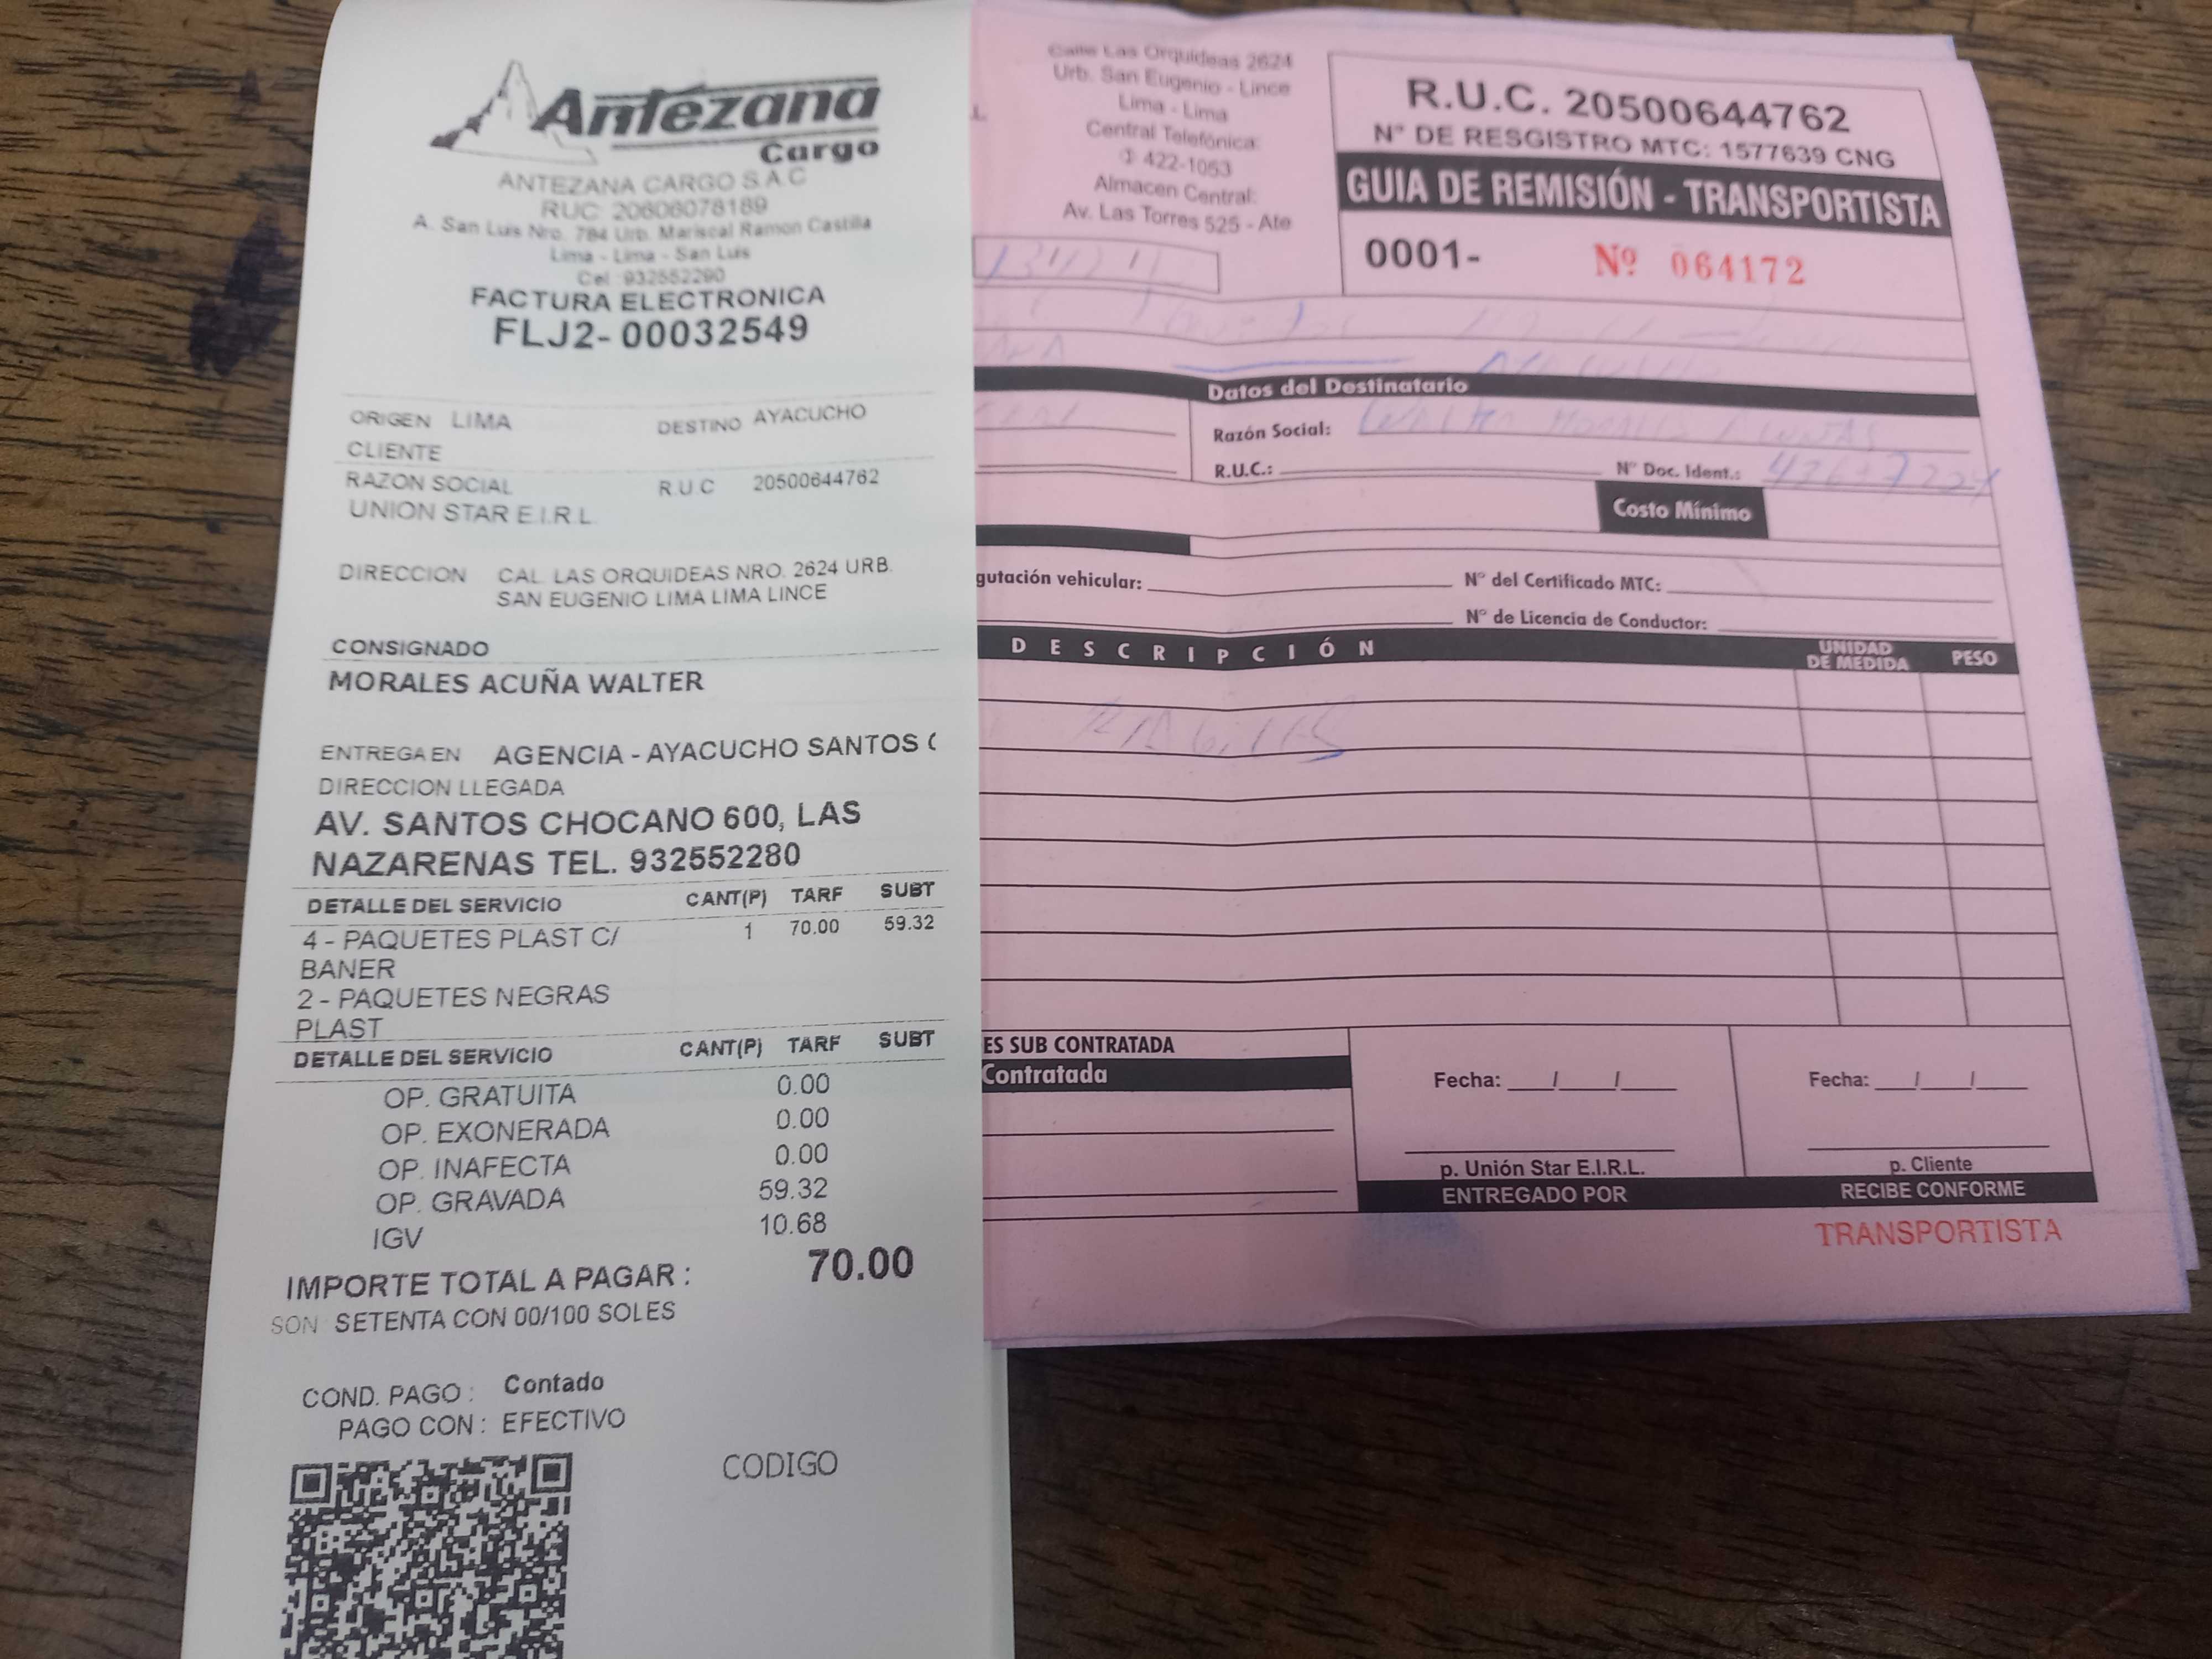 Antezana
Cargo
ANTEZANA CARGO S.A.C
RUC: 20606078189
A. San Luis Nro. 784 Urb. Mariscal Ramon Castilla
Lima - Lima - San Luis
Cel :932552280
FACTURA ELECTRONICA
FLJ2- 00032549
ORIGEN LIMA DESTINO AYACUCHO
CLIENTE
RAZON SOCIAL R.U.C 20500644762
UNION STAR E.I.R.L.
DIRECCION CAL. LAS ORQUIDEAS NRO. 2624 URB.
SAN EUGENIO LIMA LIMA LINCE
CONSIGNADO
MORALES ACUÑA WALTER
ENTREGA EN AGENCIA - AYACUCHO SANTOS
DIRECCION LLEGADA
AV. SANTOS CHOCANO 600, LAS
NAZARENAS TEL. 932552280
DETALLE DEL SERVICIO CANT(P) TARF SUBT
4 - PAQUETES PLAST C/ 1 70.00 59.32
BANER
2 - PAQUETES NEGRAS
PLAST
DETALLE DEL SERVICIO CANT(P) TARF SUBT
OP. GRATUITA 0.00
OP. EXONERADA 0.00
OP. INAFECTA 0.00
OP. GRAVADA 59.32
IGV 10.68
IMPORTE TOTAL A PAGAR : 70.00
SON SETENTA CON 00/100 SOLES
COND. PAGO : Contado
PAGO CON : EFECTIVO
CODIGO
Calle Las Orquideas 2624
Urb. San Eugenio - Lince
Lima - Lima
Central Telefónica:
422-1053
Almacen Central:
Av. Las Torres 525 - Ate
R.U.C. 20500644762
N° DE RESGISTRO MTC: 1577639 CNG
GUIA DE REMISIÓN - TRANSPORTISTA
0001- Nº 064172
Datos del Destinatario
Razón Social:
R.U.C.: N° Doc. Ident.:
Costo Mínimo
gutación vehicular: N° del Certificado MTC:
N° de Licencia de Conductor:
DESCRIPCIÓN UNIDAD DE MEDIDA PESO
ES SUB CONTRATADA
Contratada
Fecha: / / Fecha: / /
p. Unión Star E.I.R.L. p. Cliente
ENTREGADO POR RECIBE CONFORME
TRANSPORTISTA